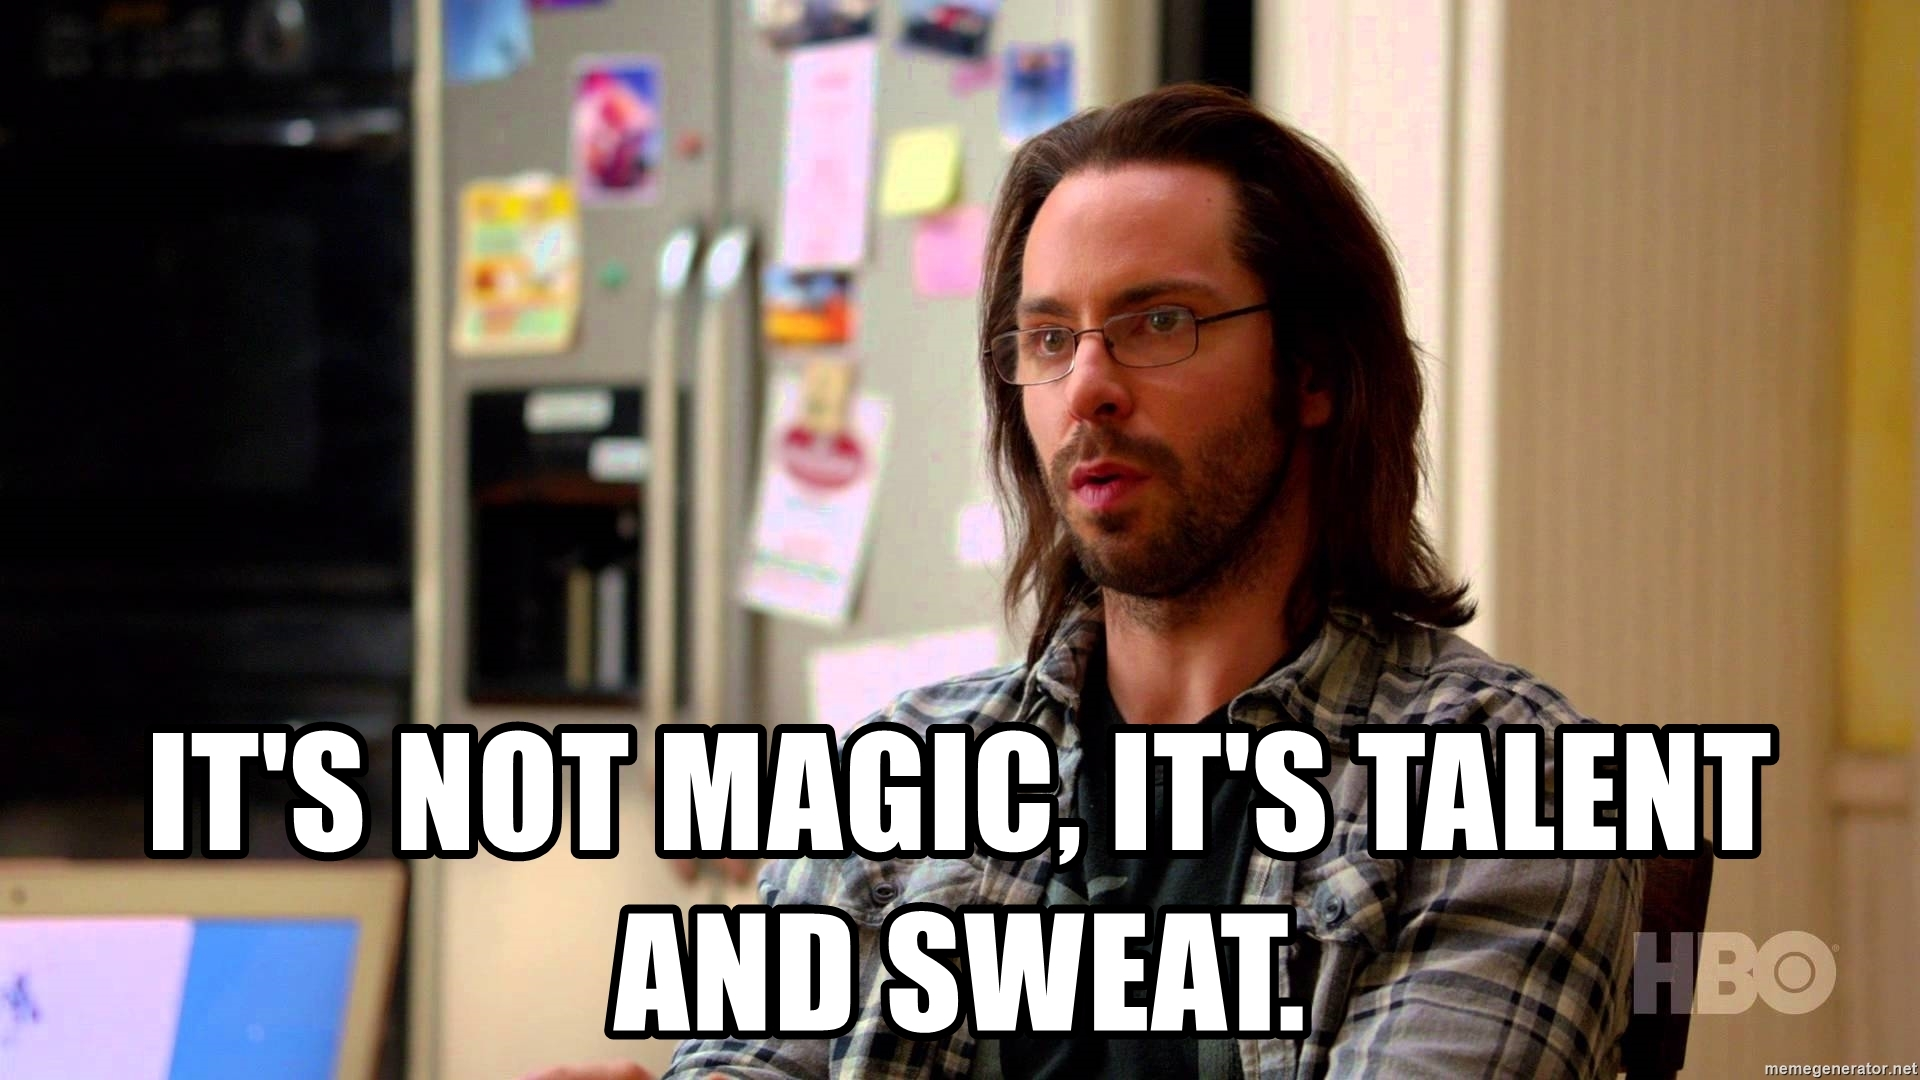 IT'S NOT MAGIC, IT'S TALENT
AND SWEAT.
HBO
memegenerator.net